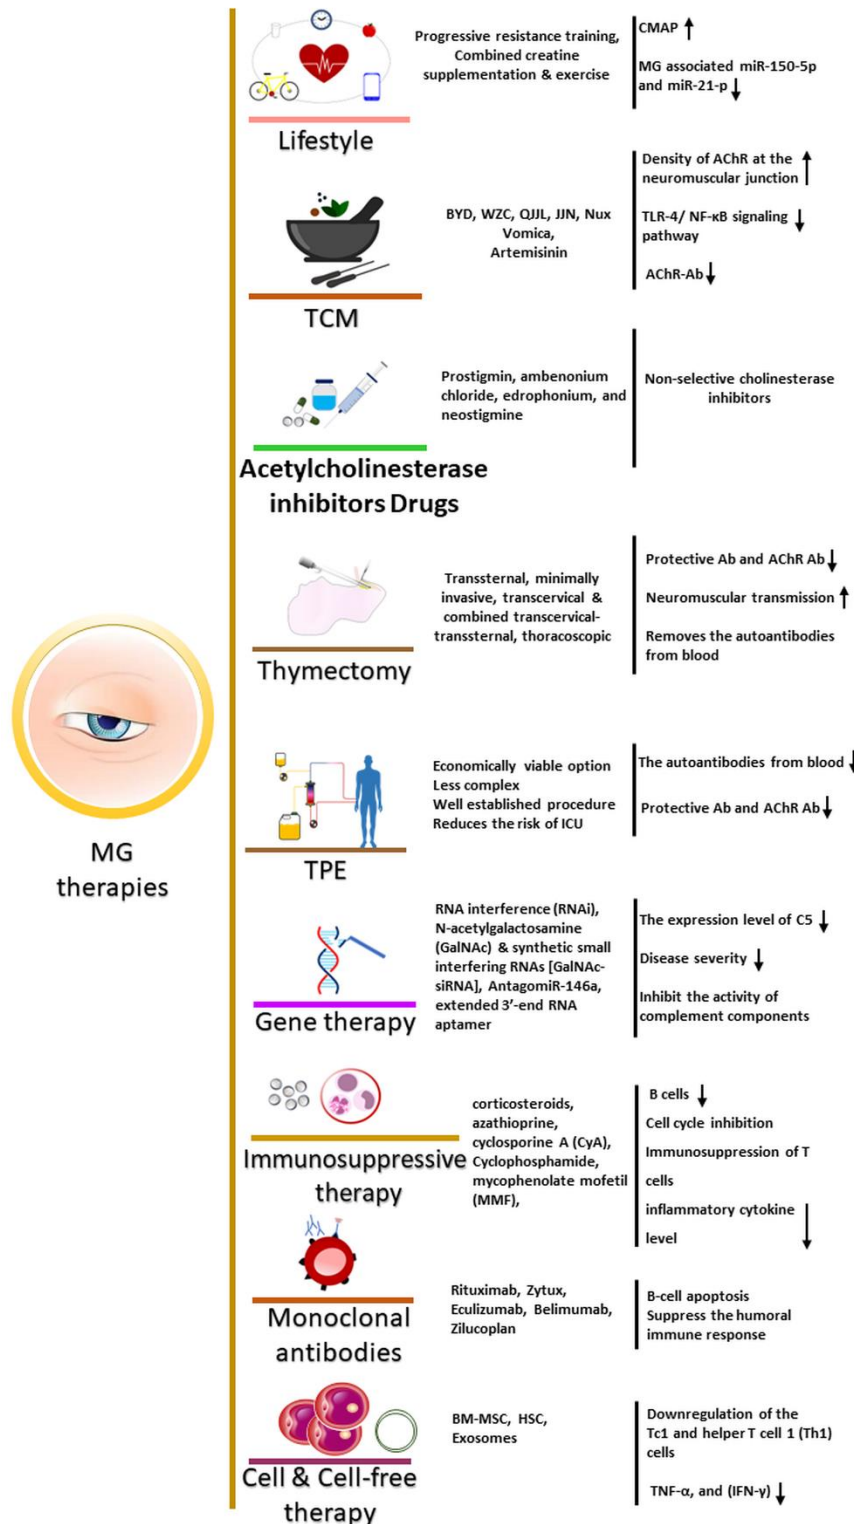 MG
therapies
Lifestyle
Progressive resistance training,
Combined creatine
supplementation & exercise
CMAP ↑
MG associated miR-150-5p
and miR-21-p ↓
TCM
BYD, WZC, QJJL, JJN, Nux
Vomica,
Artemisinin
Density of AChR at the
neuromuscular junction ↑
TLR-4/ NF-κB signaling
pathway ↓
AChR-Ab ↓
Acetylcholinesterase
inhibitors Drugs
Prostigmin, ambenonium
chloride, edrophonium, and
neostigmine
Non-selective cholinesterase
inhibitors
Thymectomy
Transsternal, minimally
invasive, transcervical &
combined transcervical-
transsternal, thoracoscopic
Protective Ab and AChR Ab ↓
Neuromuscular transmission ↑
Removes the autoantibodies
from blood
TPE
Economically viable option
Less complex
Well established procedure
Reduces the risk of ICU
The autoantibodies from blood ↓
Protective Ab and AChR Ab ↓
Gene therapy
RNA interference (RNAi),
N-acetylgalactosamine
(GalNAc) & synthetic small
interfering RNAs [GalNAc-
siRNA], AntagomiR-146a,
extended 3′-end RNA
aptamer
The expression level of C5 ↓
Disease severity ↓
Inhibit the activity of
complement components
Immunosuppressive
therapy
corticosteroids,
azathioprine,
cyclosporine A (CyA),
Cyclophosphamide,
mycophenolate mofetil
(MMF),
B cells ↓
Cell cycle inhibition
Immunosuppression of T
cells
inflammatory cytokine
level ↓
Monoclonal
antibodies
Rituximab, Zytux,
Eculizumab, Belimumab,
Zilucoplan
B-cell apoptosis
Suppress the humoral
immune response
Cell & Cell-free
therapy
BM-MSC, HSC,
Exosomes
Downregulation of the
Tc1 and helper T cell 1 (Th1)
cells
TNF-α, and (IFN-γ) ↓